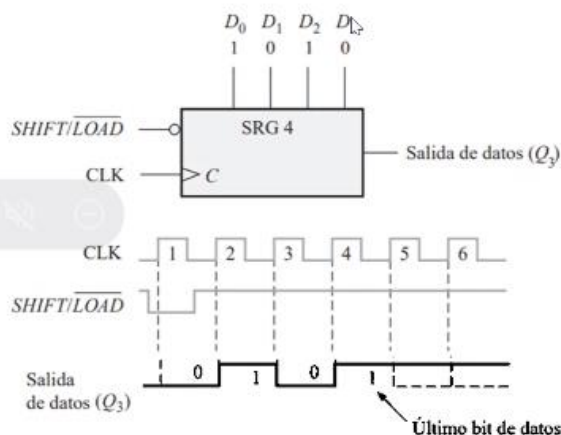 D0 D1 D2 D
1 0 1 0
SHIFT/LOAD
SRG 4
Salida de datos (Q3)
CLK
C
CLK 1 2 3 4 5 6
SHIFT/LOAD
Salida
de datos (Q3)
0 1 0 1
Último bit de datos